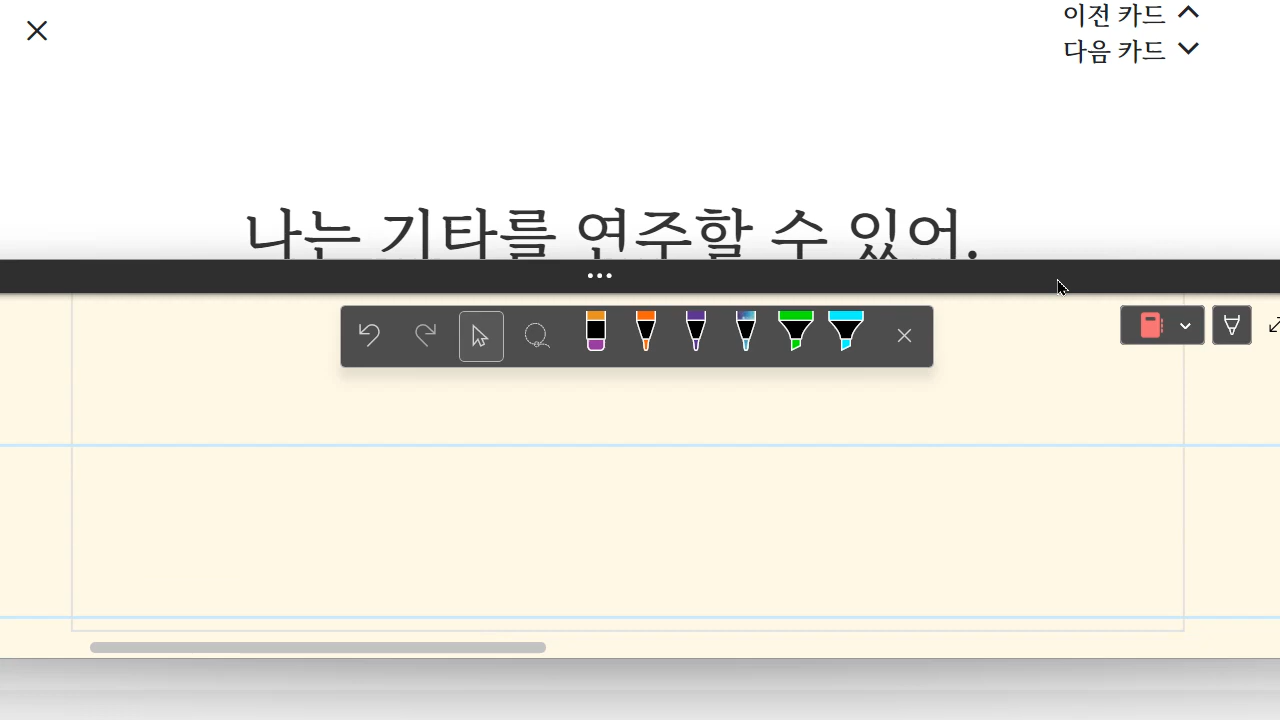 이전 카드
다음 카드
나는 기타를 연주할 수 있어.